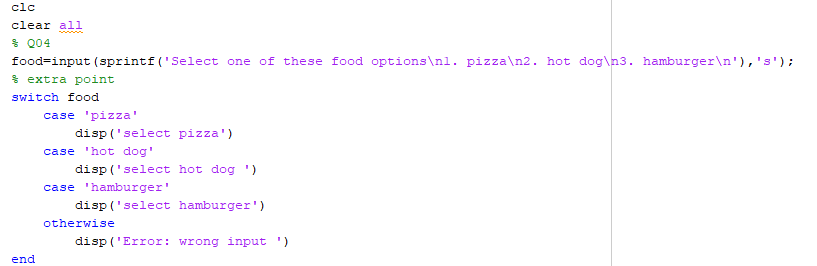 clc
clear all
% Q04
food=input(sprintf('Select one of these food options\n1. pizza\n2. hot dog\n3. hamburger\n'),'s');
% extra point
switch food
    case 'pizza'
        disp('select pizza')
    case 'hot dog'
        disp('select hot dog ')
    case 'hamburger'
        disp('select hamburger')
    otherwise
        disp('Error: wrong input ')
end